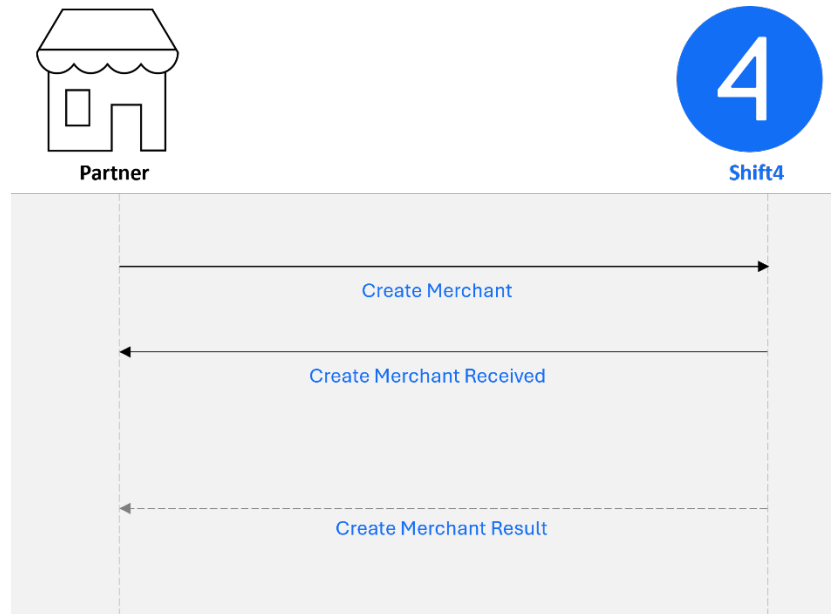 4
Partner
Shift4
Create Merchant
Create Merchant Received
Create Merchant Result